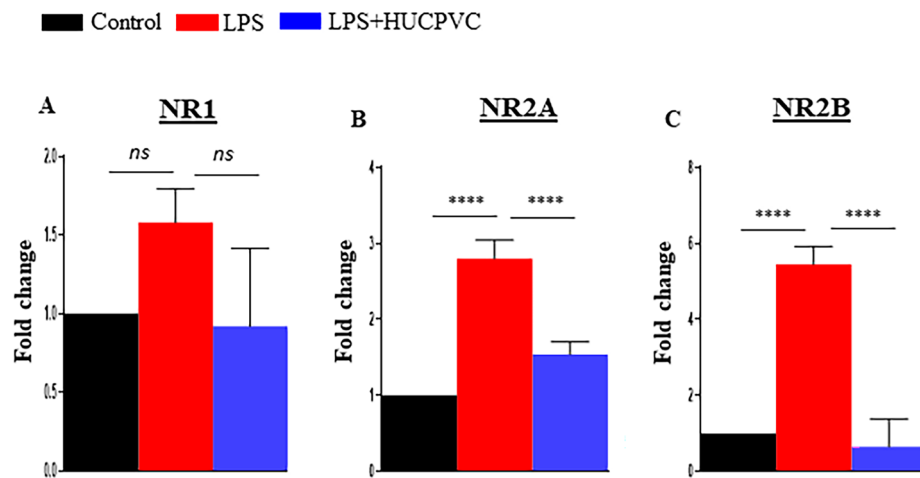 Control LPS LPS+HUCPVC
A NR1
B NR2A
C NR2B
Fold change
2.0
1.5
1.0
0.5
0.0
ns ns
Fold change
4
3
2
1
0
**** ****
Fold change
8
6
4
2
0
**** ****